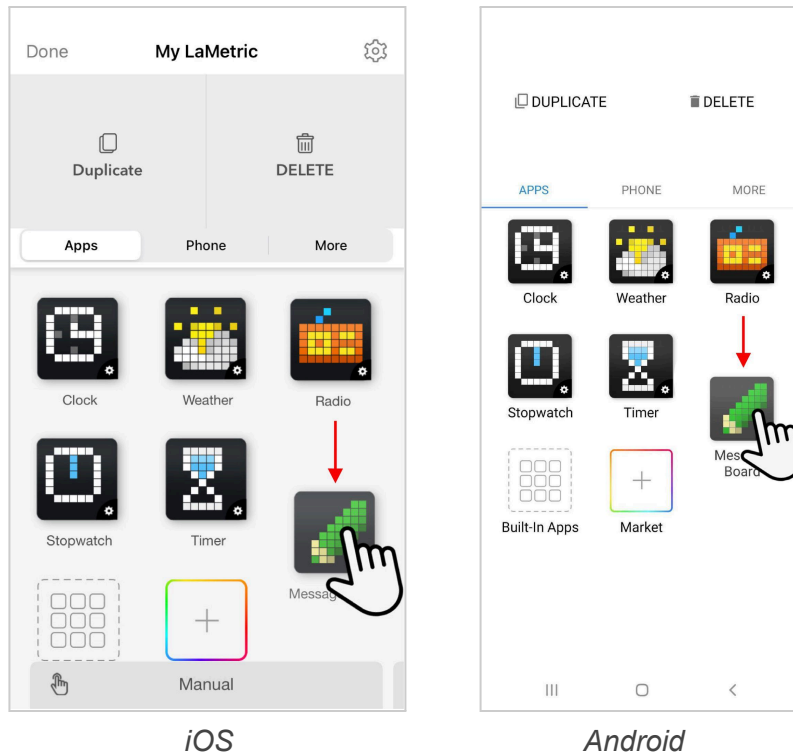 Done My LaMetric
Duplicate DELETE
Apps Phone More
Clock Weather Radio
Stopwatch Timer
Manual
iOS
DUPLICATE DELETE
APPS PHONE MORE
Clock Weather Radio
Stopwatch Timer
Board
Built-In Apps Market
Android